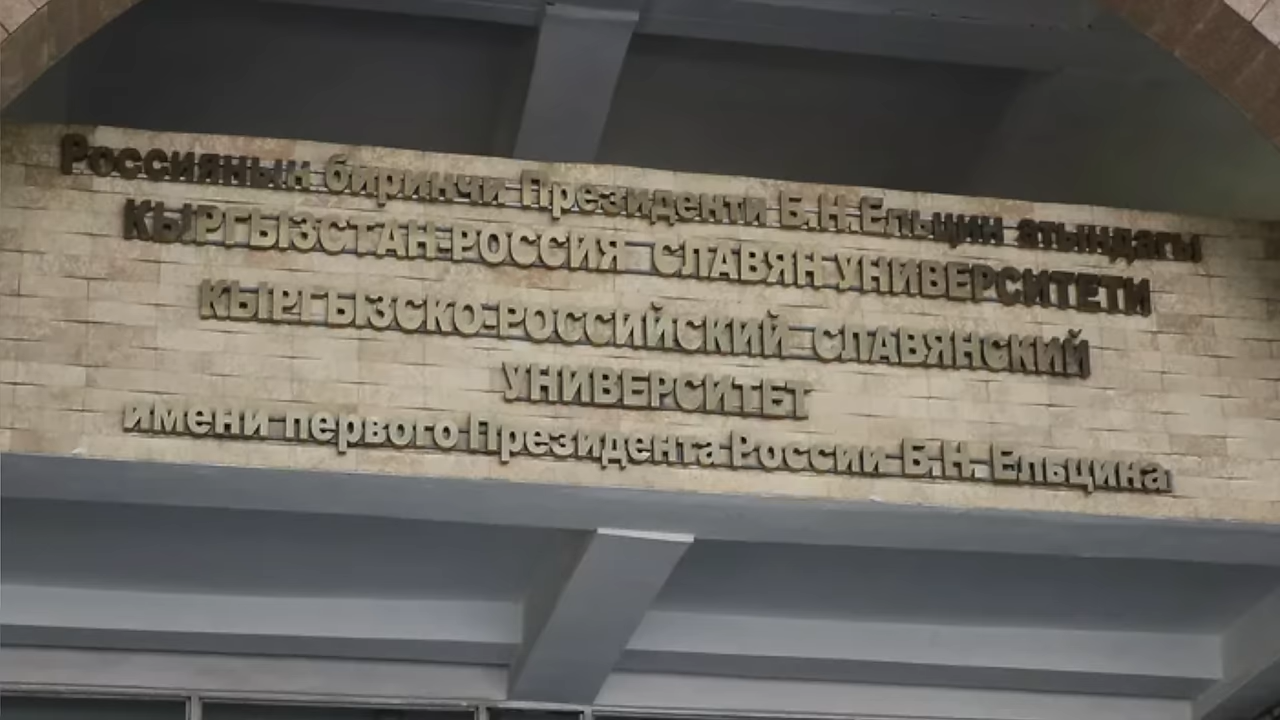 Россиянын биринчи Президенти Б.Н.Ельцин атындагы
КЫРГЫЗСТАН-РОССИЯ СЛАВЯН УНИВЕРСИТЕТИ
КЫРГЫЗСКО-РОССИЙСКИЙ СЛАВЯНСКИЙ
УНИВЕРСИТЕТ
имени первого Президента России Б.Н. Ельцина